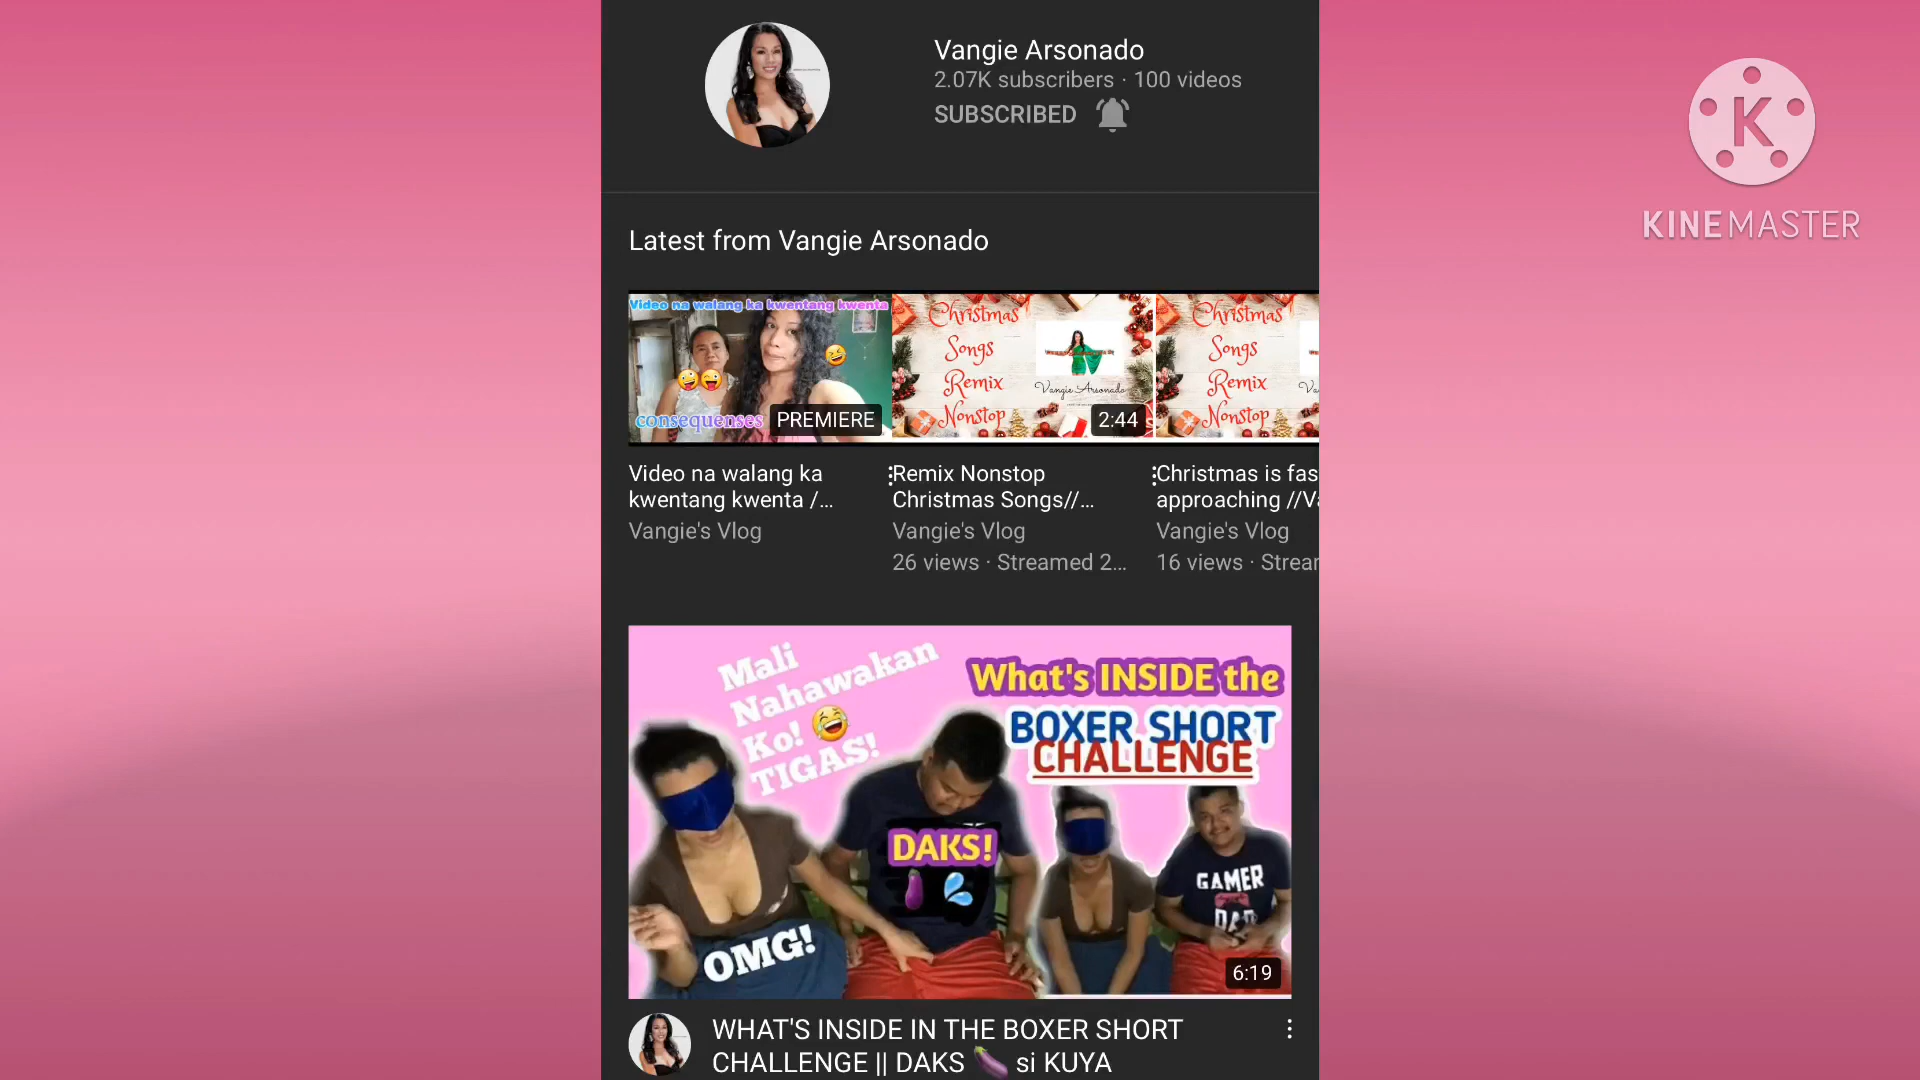 Vangie Arsonado
2.07K subscribers · 100 videos
SUBSCRIBED
K
KINEMASTER
Latest from Vangie Arsonado
Video na walang ka kwentang kwenta
consequenses
PREMIERE
Christmas
Songs
Remix
Nonstop
Vangie Arsonado
2:44
Christmas
Songs
Remix
Nonstop
Video na walang ka
kwentang kwenta /...
Vangie's Vlog
Remix Nonstop
Christmas Songs//...
Vangie's Vlog
26 views · Streamed 2...
Christmas is fas
approaching //Va
Vangie's Vlog
16 views · Strear
Mali
Nahawakan
Ko!
TIGAS!
What's INSIDE the
BOXER SHORT
CHALLENGE
DAKS!
OMG!
GAMER
DAD
6:19
WHAT'S INSIDE IN THE BOXER SHORT
CHALLENGE || DAKS 🍆 si KUYA